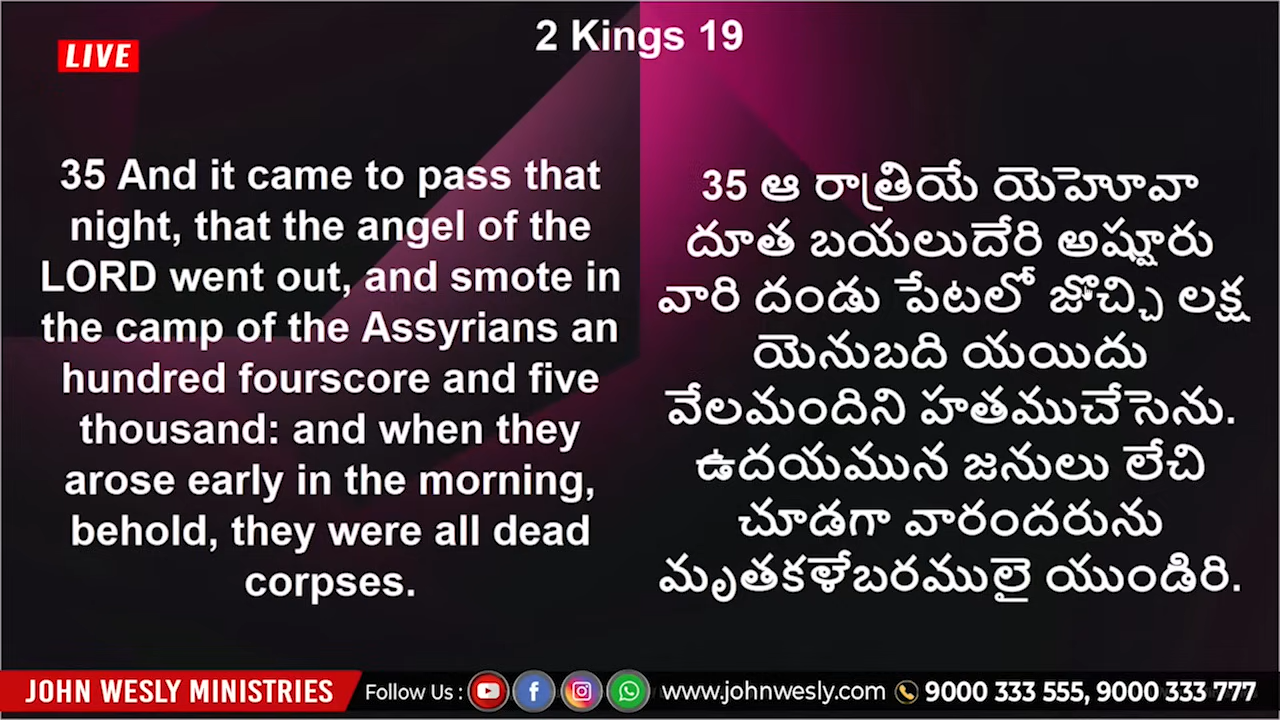 2 Kings 19
LIVE
35 And it came to pass that
night, that the angel of the
LORD went out, and smote in
the camp of the Assyrians an
hundred fourscore and five
thousand: and when they
arose early in the morning,
behold, they were all dead
corpses.
35 ఆ రాత్రియే యెహెూవా
దూత బయలుదేరి అష్షూరు
వారి దండు పేటలో జొచ్చి లక్ష
యెనుబది యయిదు
వేలమందిని హతముచేసెను.
ఉదయమున జనులు లేచి
చూడగా వారందరును
మృతకళేబరములై యుండిరి.
JOHN WESLY MINISTRIES Follow Us : www.johnwesly.com 9000 333 555, 9000 333 777